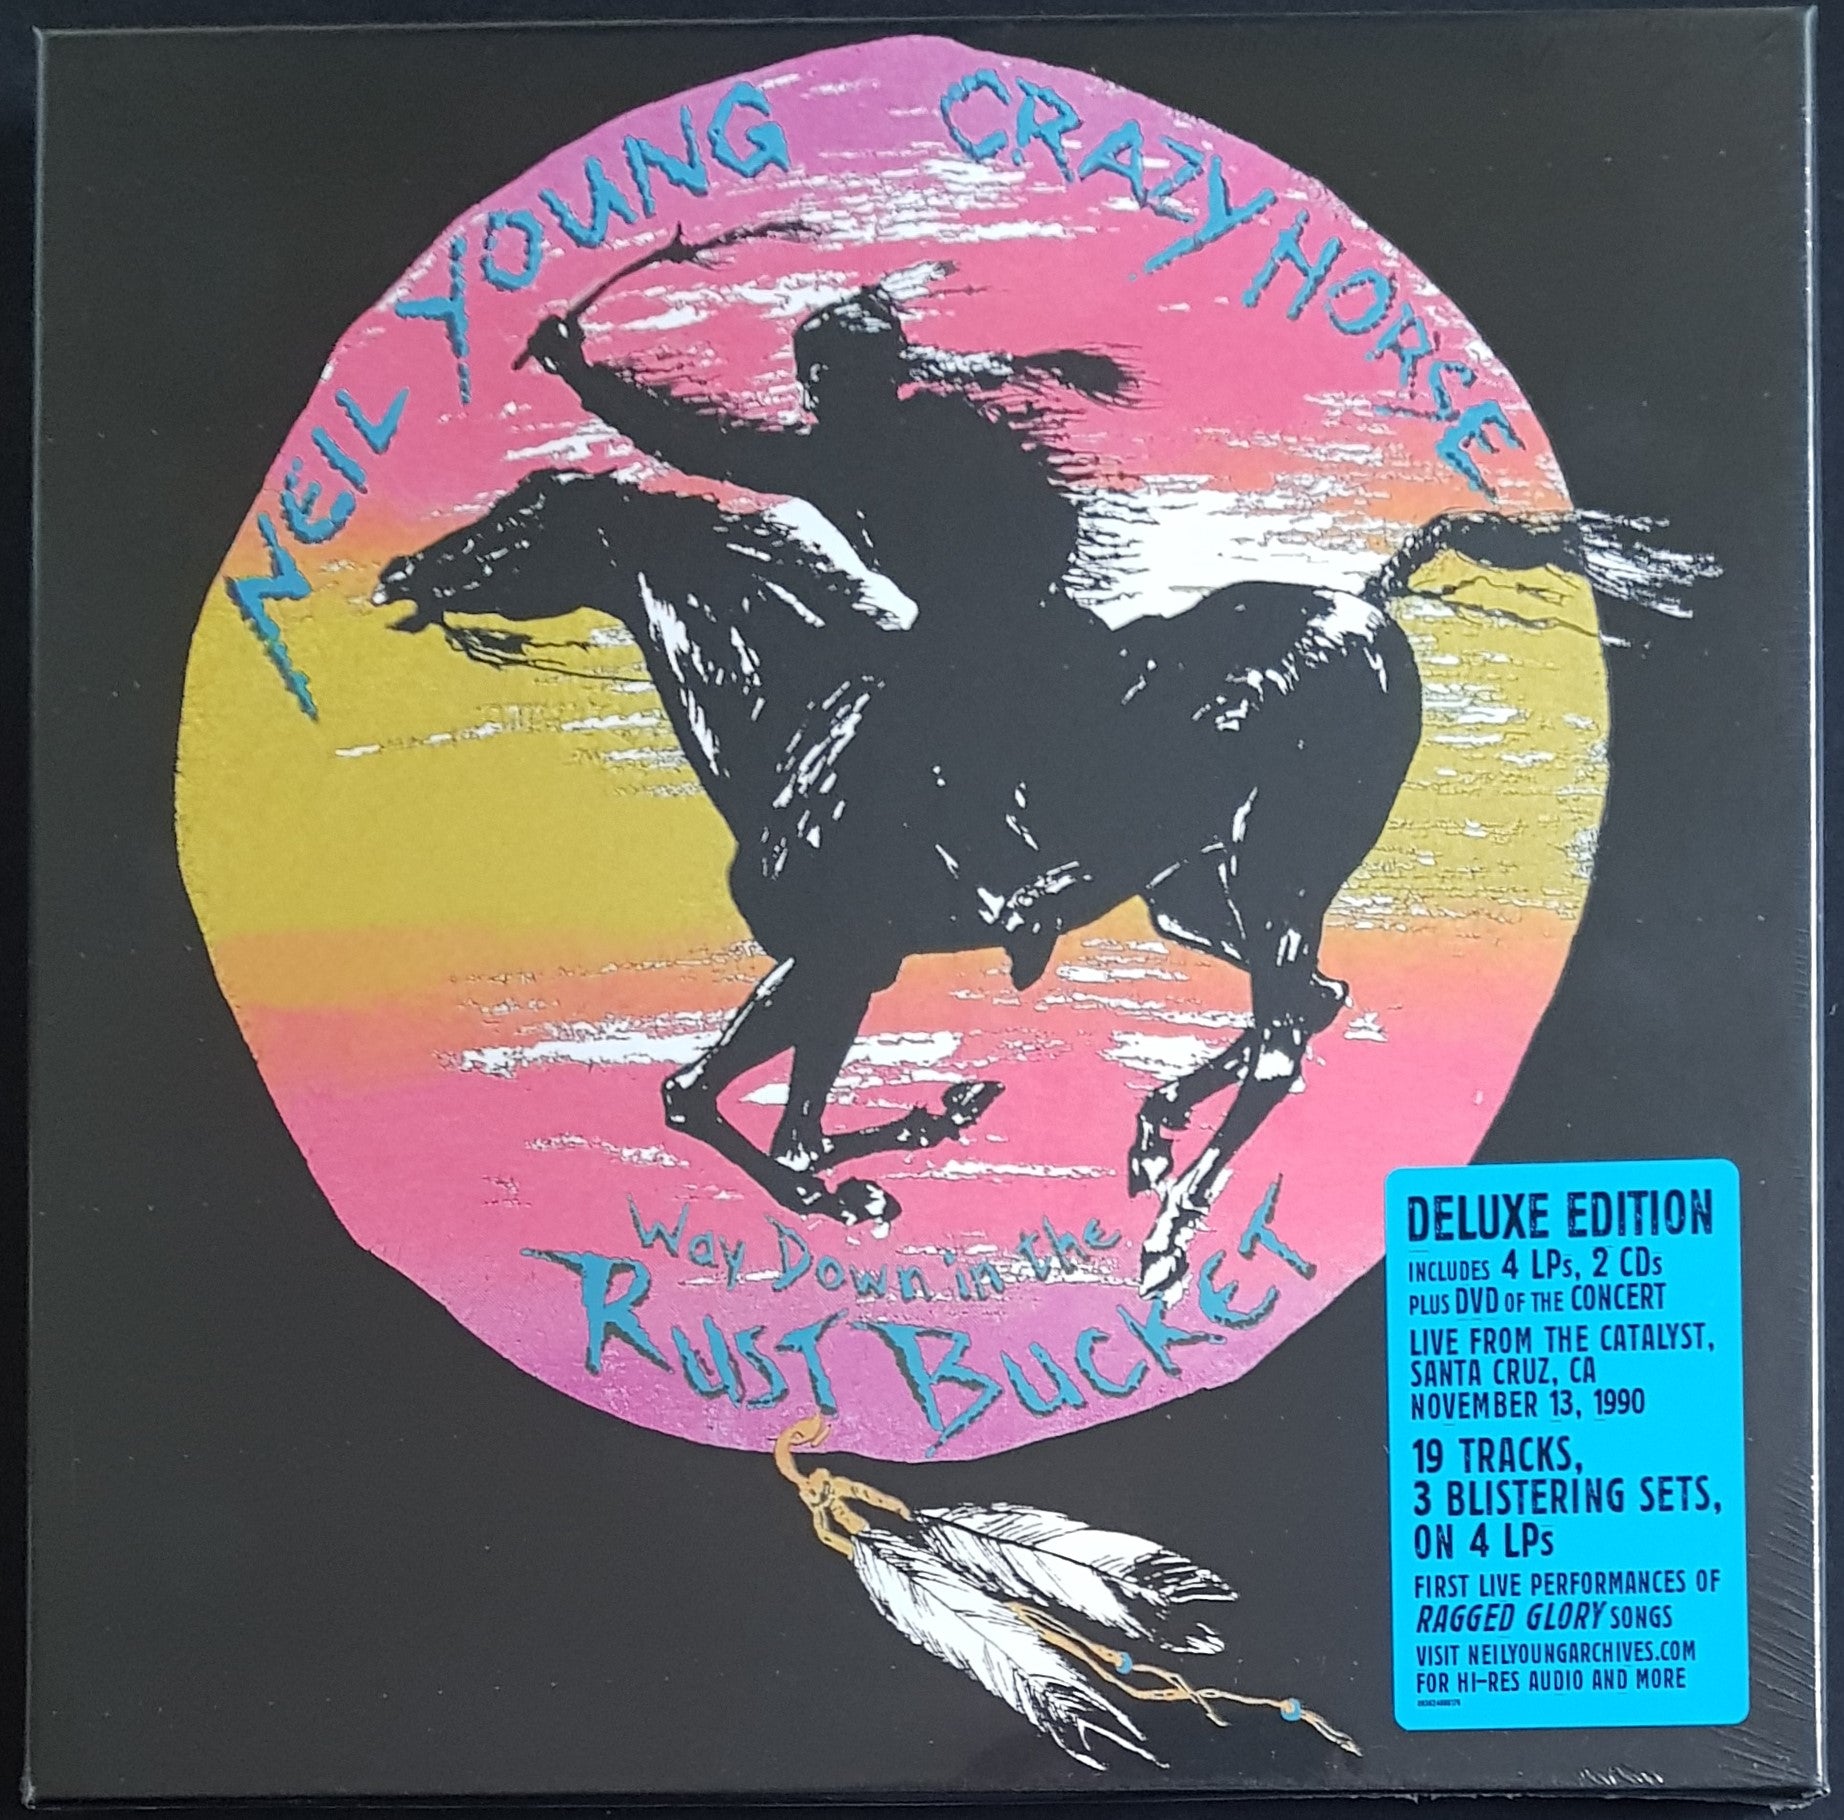 NEIL YOUNG CRAZY HORSE
Way Down in the
RUST BUCKET
DELUXE EDITION
INCLUDES 4 LPs, 2 CDs
PLUS DVD OF THE CONCERT
LIVE FROM THE CATALYST,
SANTA CRUZ, CA
NOVEMBER 13, 1990
19 TRACKS,
3 BLISTERING SETS,
ON 4 LPs
FIRST LIVE PERFORMANCES OF
RAGGED GLORY SONGS
VISIT NEILYOUNGARCHIVES.COM
FOR HI-RES AUDIO AND MORE